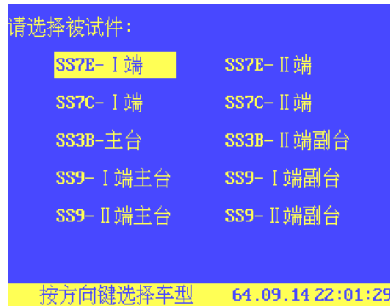 请选择被试件:
SS7E-Ⅰ端 SS7E-Ⅱ端
SS7C-Ⅰ端 SS7C-Ⅱ端
SS3B-主台 SS3B-Ⅱ端副台
SS9-Ⅰ端主台 SS9-Ⅰ端副台
SS9-Ⅱ端主台 SS9-Ⅱ端副台
按方向键选择车型 64.09.14 22:01:29